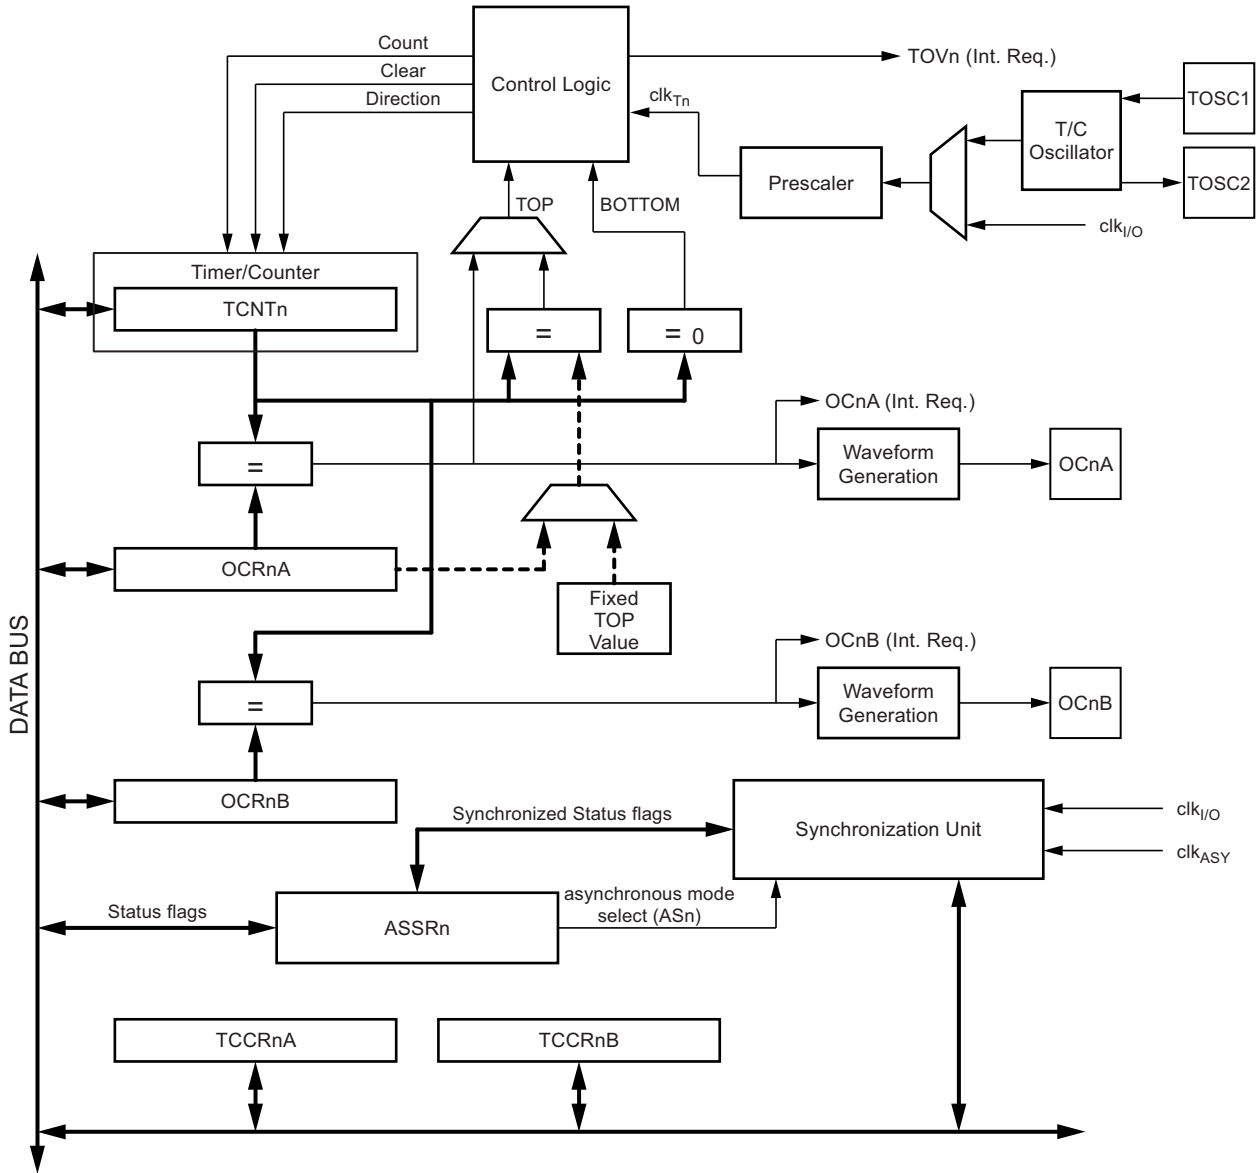 Count
Clear
Direction
Control Logic
TOVn (Int. Req.)
clkTn
TOSC1
T/C
Oscillator
Prescaler
TOSC2
TOP
BOTTOM
clkI/O
Timer/Counter
TCNTn
=
= 0
OCnA (Int. Req.)
=
Waveform
Generation
OCnA
OCRnA
Fixed
TOP
Value
DATA BUS
OCnB (Int. Req.)
=
Waveform
Generation
OCnB
OCRnB
Synchronized Status flags
Synchronization Unit
clkI/O
clkASY
Status flags
ASSRn
asynchronous mode
select (ASn)
TCCRnA
TCCRnB